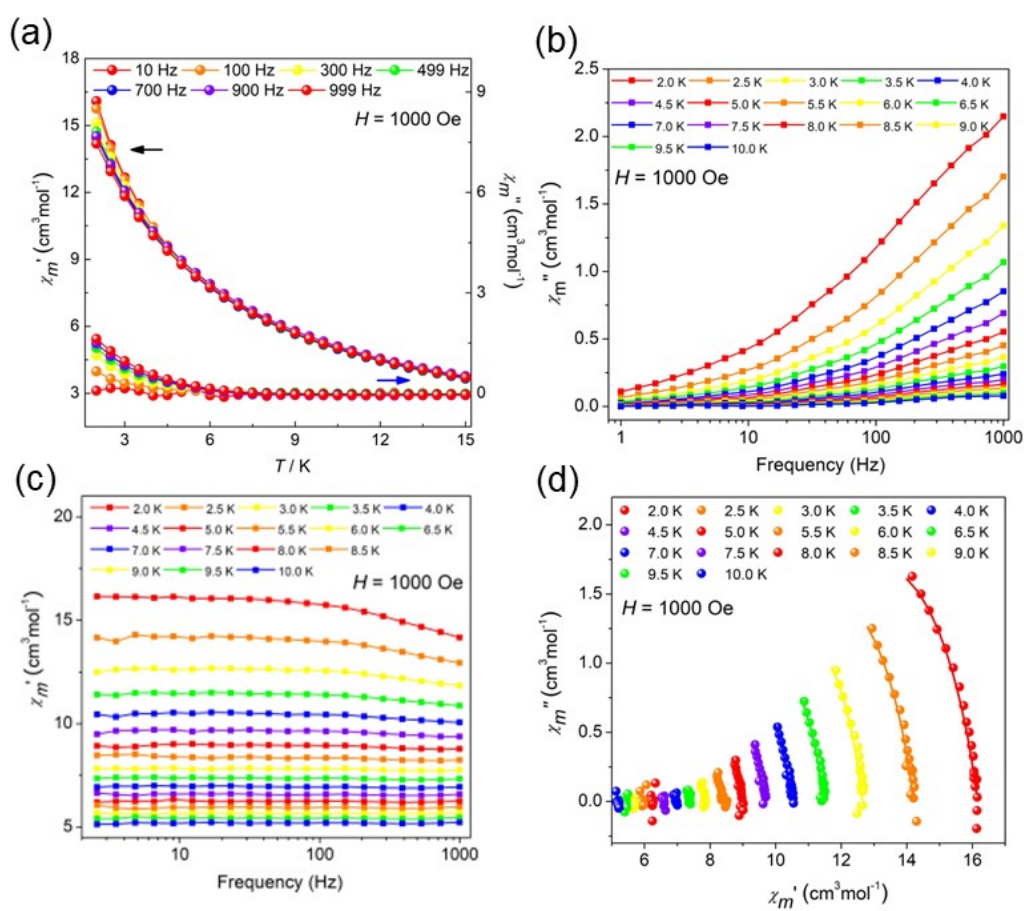 (a)
18
15
12
9
6
3
10 Hz 100 Hz 300 Hz 499 Hz
700 Hz 900 Hz 999 Hz
H = 1000 Oe
9
6
3
0
χm' (cm³mol⁻¹)
χm'' (cm³mol⁻¹)
3 6 9 12 15
T / K
(b)
2.5
2.0
1.5
1.0
0.5
0.0
2.0 K 2.5 K 3.0 K 3.5 K 4.0 K
4.5 K 5.0 K 5.5 K 6.0 K 6.5 K
7.0 K 7.5 K 8.0 K 8.5 K 9.0 K
9.5 K 10.0 K
H = 1000 Oe
χm'' (cm³mol⁻¹)
1 10 100 1000
Frequency (Hz)
(c)
20
15
10
5
2.0 K 2.5 K 3.0 K 3.5 K 4.0 K
4.5 K 5.0 K 5.5 K 6.0 K 6.5 K
7.0 K 7.5 K 8.0 K 8.5 K
9.0 K 9.5 K 10.0 K
H = 1000 Oe
χm' (cm³mol⁻¹)
10 100 1000
Frequency (Hz)
(d)
2.0
1.5
1.0
0.5
0.0
2.0 K 2.5 K 3.0 K 3.5 K 4.0 K
4.5 K 5.0 K 5.5 K 6.0 K 6.5 K
7.0 K 7.5 K 8.0 K 8.5 K 9.0 K
9.5 K 10.0 K
H = 1000 Oe
χm'' (cm³mol⁻¹)
6 8 10 12 14 16
χm' (cm³mol⁻¹)